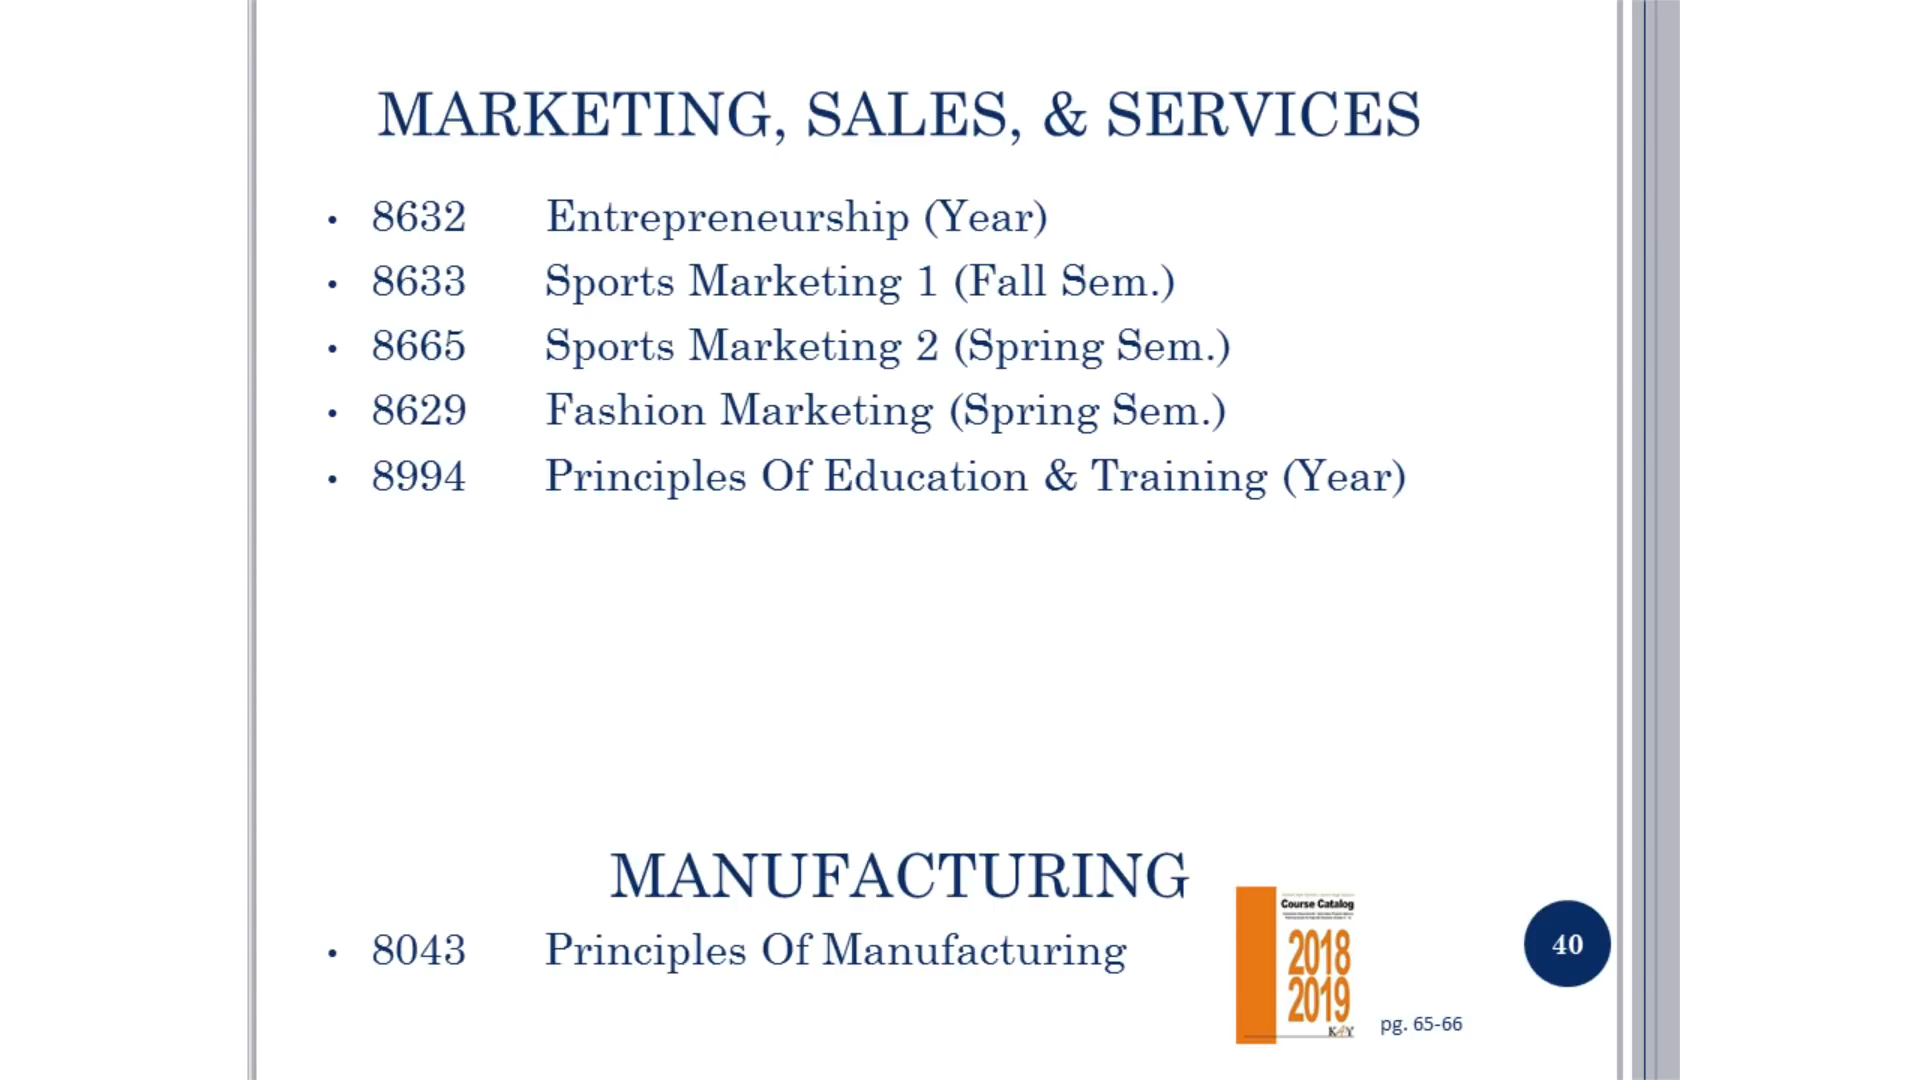 MARKETING, SALES, & SERVICES
• 8632 Entrepreneurship (Year)
• 8633 Sports Marketing 1 (Fall Sem.)
• 8665 Sports Marketing 2 (Spring Sem.)
• 8629 Fashion Marketing (Spring Sem.)
• 8994 Principles Of Education & Training (Year)
MANUFACTURING
• 8043 Principles Of Manufacturing
Course Catalog
2018
2019
pg. 65-66
40